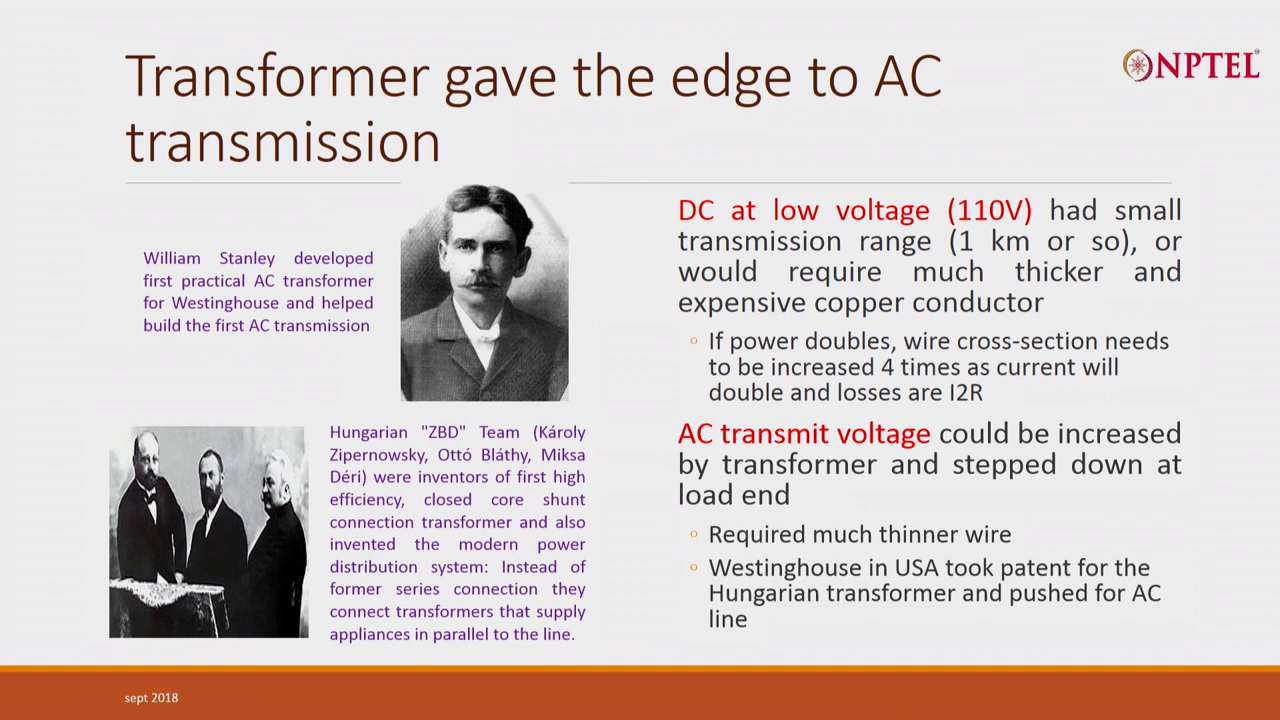 Transformer gave the edge to AC
transmission
NPTEL
William Stanley developed
first practical AC transformer
for Westinghouse and helped
build the first AC transmission
Hungarian "ZBD" Team (Károly
Zipernowsky, Ottó Bláthy, Miksa
Déri) were inventors of first high
efficiency, closed core shunt
connection transformer and also
invented the modern power
distribution system: Instead of
former series connection they
connect transformers that supply
appliances in parallel to the line.
DC at low voltage (110V) had small
transmission range (1 km or so), or
would require much thicker and
expensive copper conductor
◦ If power doubles, wire cross-section needs
to be increased 4 times as current will
double and losses are I2R
AC transmit voltage could be increased
by transformer and stepped down at
load end
◦ Required much thinner wire
◦ Westinghouse in USA took patent for the
Hungarian transformer and pushed for AC
line
sept 2018